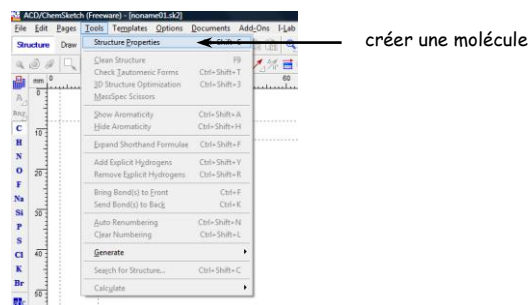 ACD/ChemSketch (Freeware) - [noname01.sk2]
File Edit Pages Tools Templates Options Documents Add-Ons I-Lab
Structure Draw
Structure Properties
créer une molécule
Clean Structure F9
Check Tautomeric Forms Ctrl+Shift+T
3D Structure Optimization Ctrl+Shift+3
MassSpec Scissors
Show Aromaticity Ctrl+Shift+A
Hide Aromaticity Ctrl+Shift+H
Expand Shorthand Formulae Ctrl+Shift+F
Add Explicit Hydrogens Ctrl+Shift+Y
Remove Explicit Hydrogens Ctrl+Shift+R
Bring Bond(s) to Front Ctrl+F
Send Bond(s) to Back Ctrl+K
Auto Renumbering Ctrl+Shift+N
Clear Numbering Ctrl+Shift+L
Generate
Search for Structure... Ctrl+Shift+C
Calculate
mm 0 60
0
10
20
30
40
50
C
H
N
O
F
Na
Si
P
S
Cl
K
Br